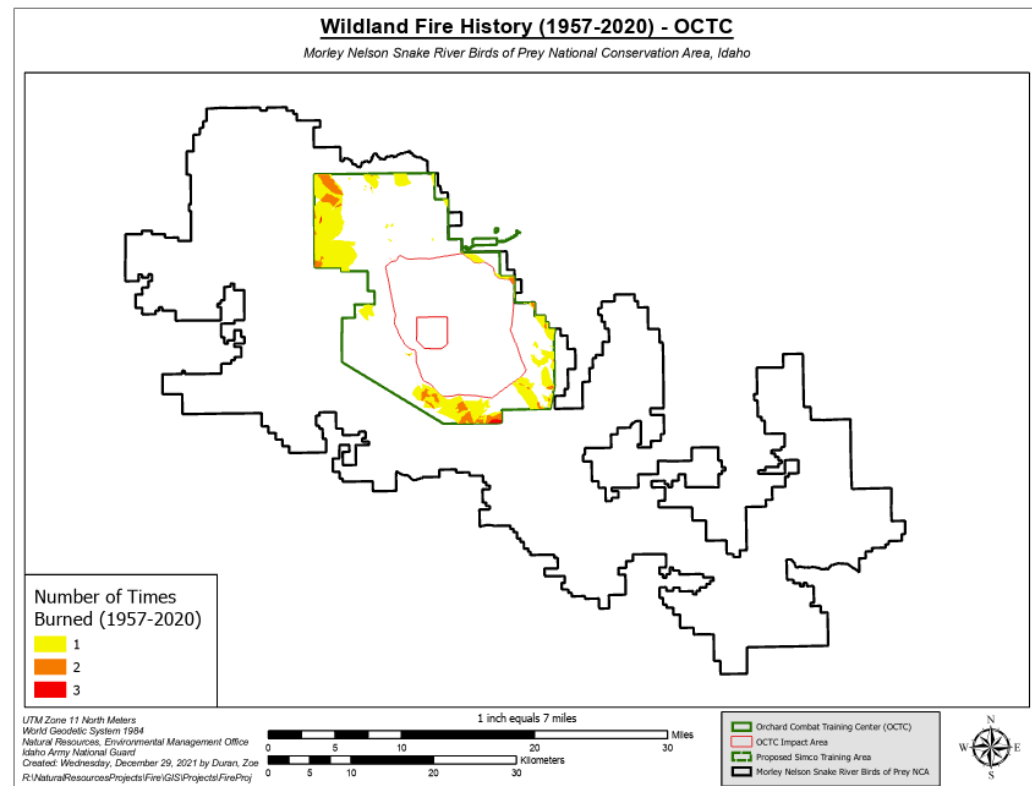 Wildland Fire History (1957-2020) - OCTC
Morley Nelson Snake River Birds of Prey National Conservation Area, Idaho
Number of Times
Burned (1957-2020)
1
2
3
UTM Zone 11 North Meters
World Geodetic System 1984
Natural Resources, Environmental Management Office
Idaho Army National Guard
Created: Wednesday, December 29, 2021 by Duran, Zoe
R:\NaturalResourcesProjects\Fire\GIS\Projects\FireProj
1 inch equals 7 miles
0 5 10 20 30 Miles
0 5 10 20 30 Kilometers
Orchard Combat Training Center (OCTC)
OCTC Impact Area
Proposed Simco Training Area
Morley Nelson Snake River Birds of Prey NCA
N
W E
S